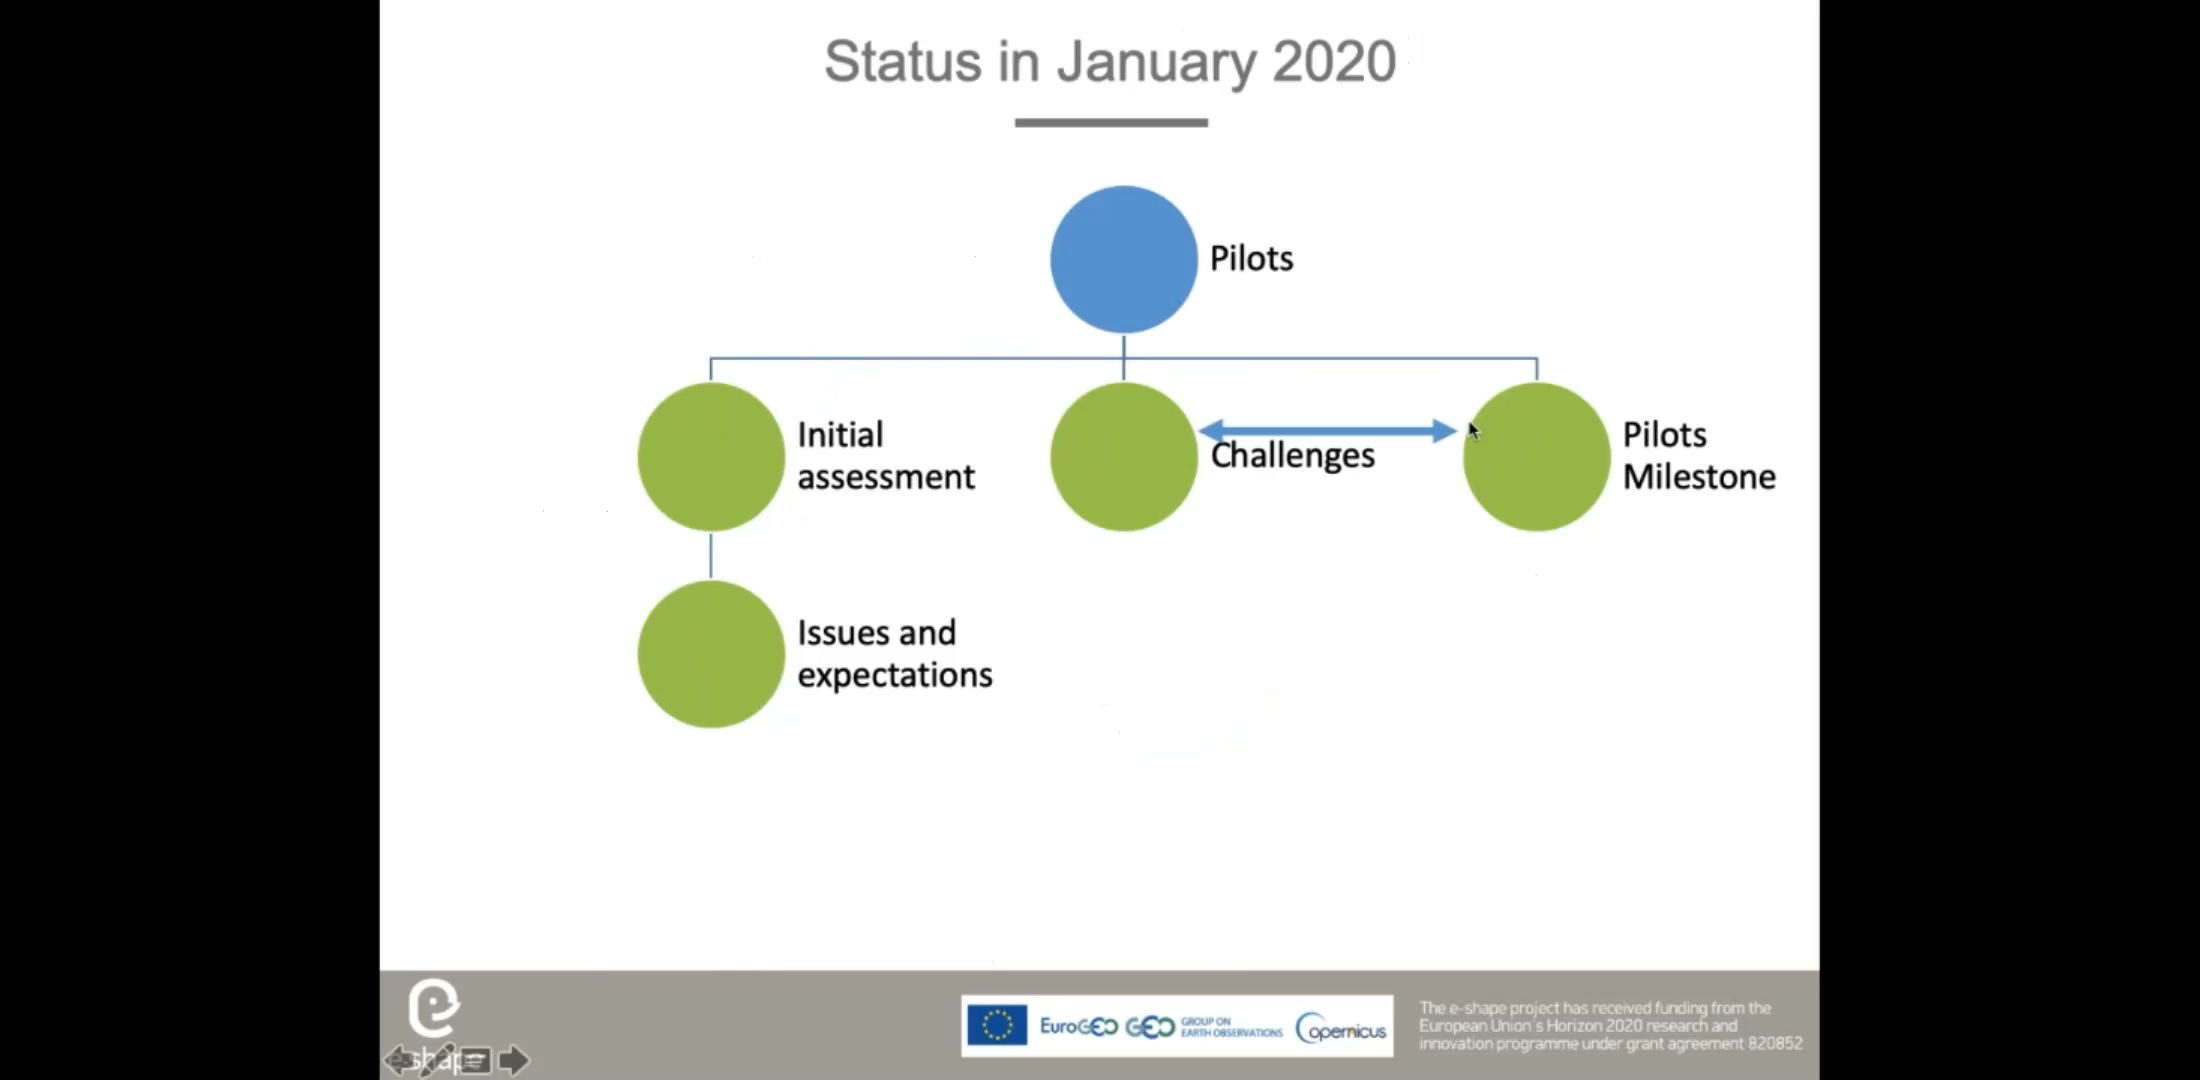 Status in January 2020
Pilots
Initial
assessment
Challenges
Pilots
Milestone
Issues and
expectations
e
shape
EuroGEO GEO GROUP ON
EARTH OBSERVATIONS
opernicus
The e-shape project has received funding from the
European Union's Horizon 2020 research and
innovation programme under grant agreement 820852